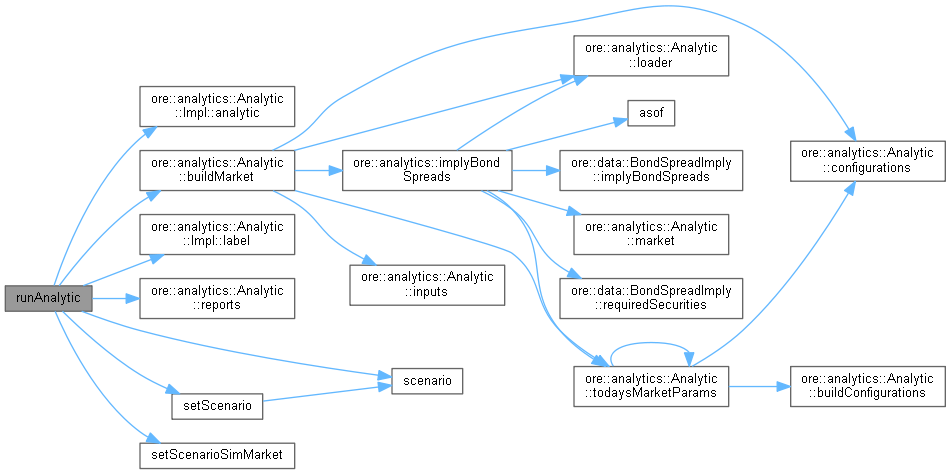 runAnalytic
ore::analytics::Analytic
::Impl::analytic
ore::analytics::Analytic
::buildMarket
ore::analytics::Analytic
::Impl::label
ore::analytics::Analytic
::reports
setScenario
setScenarioSimMarket
ore::analytics::implyBond
Spreads
ore::analytics::Analytic
::inputs
scenario
ore::analytics::Analytic
::loader
asof
ore::data::BondSpreadImply
::implyBondSpreads
ore::analytics::Analytic
::market
ore::data::BondSpreadImply
::requiredSecurities
ore::analytics::Analytic
::todaysMarketParams
ore::analytics::Analytic
::configurations
ore::analytics::Analytic
::buildConfigurations